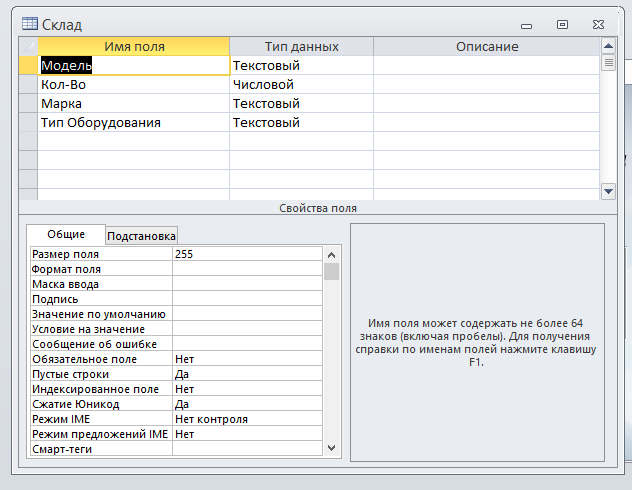 Склад
Имя поля Тип данных Описание
Модель Текстовый
Кол-Во Числовой
Марка Текстовый
Тип Оборудования Текстовый
Свойства поля
Общие Подстановка
Размер поля 255
Формат поля
Маска ввода
Подпись
Значение по умолчанию
Условие на значение
Сообщение об ошибке
Обязательное поле Нет
Пустые строки Да
Индексированное поле Нет
Сжатие Юникод Да
Режим IME Нет контроля
Режим предложений IME Нет
Смарт-теги
Имя поля может содержать не более 64
знаков (включая пробелы). Для получения
справки по именам полей нажмите клавишу
F1.